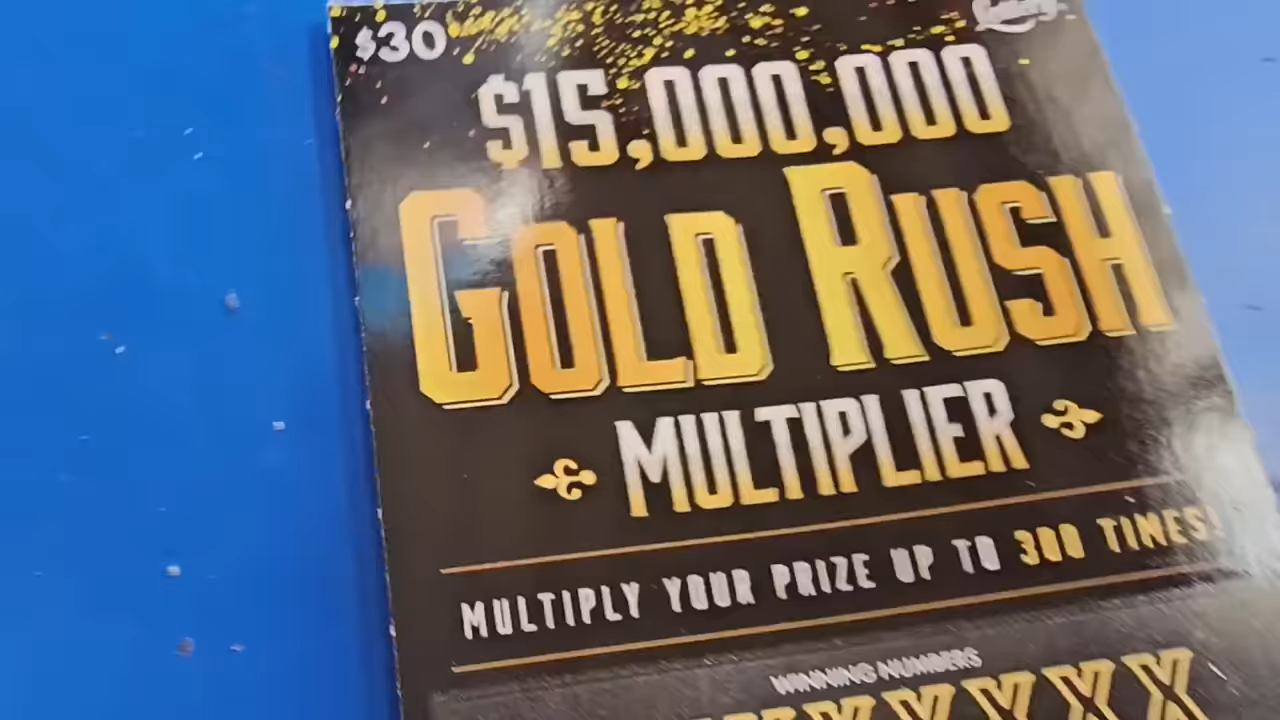 $30
$15,000,000
GOLD RUSH
MULTIPLIER
MULTIPLY YOUR PRIZE UP TO 300 TIMES!
WINNING NUMBERS